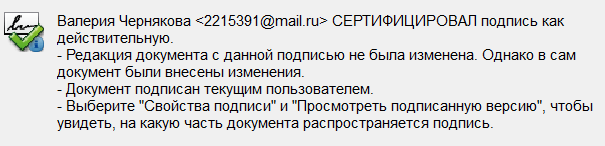 Валерия Чернякова <2215391@mail.ru> СЕРТИФИЦИРОВАЛ подпись как
действительную.
- Редакция документа с данной подписью не была изменена. Однако в сам
документ были внесены изменения.
- Документ подписан текущим пользователем.
- Выберите "Свойства подписи" и "Просмотреть подписанную версию", чтобы
увидеть, на какую часть документа распространяется подпись.